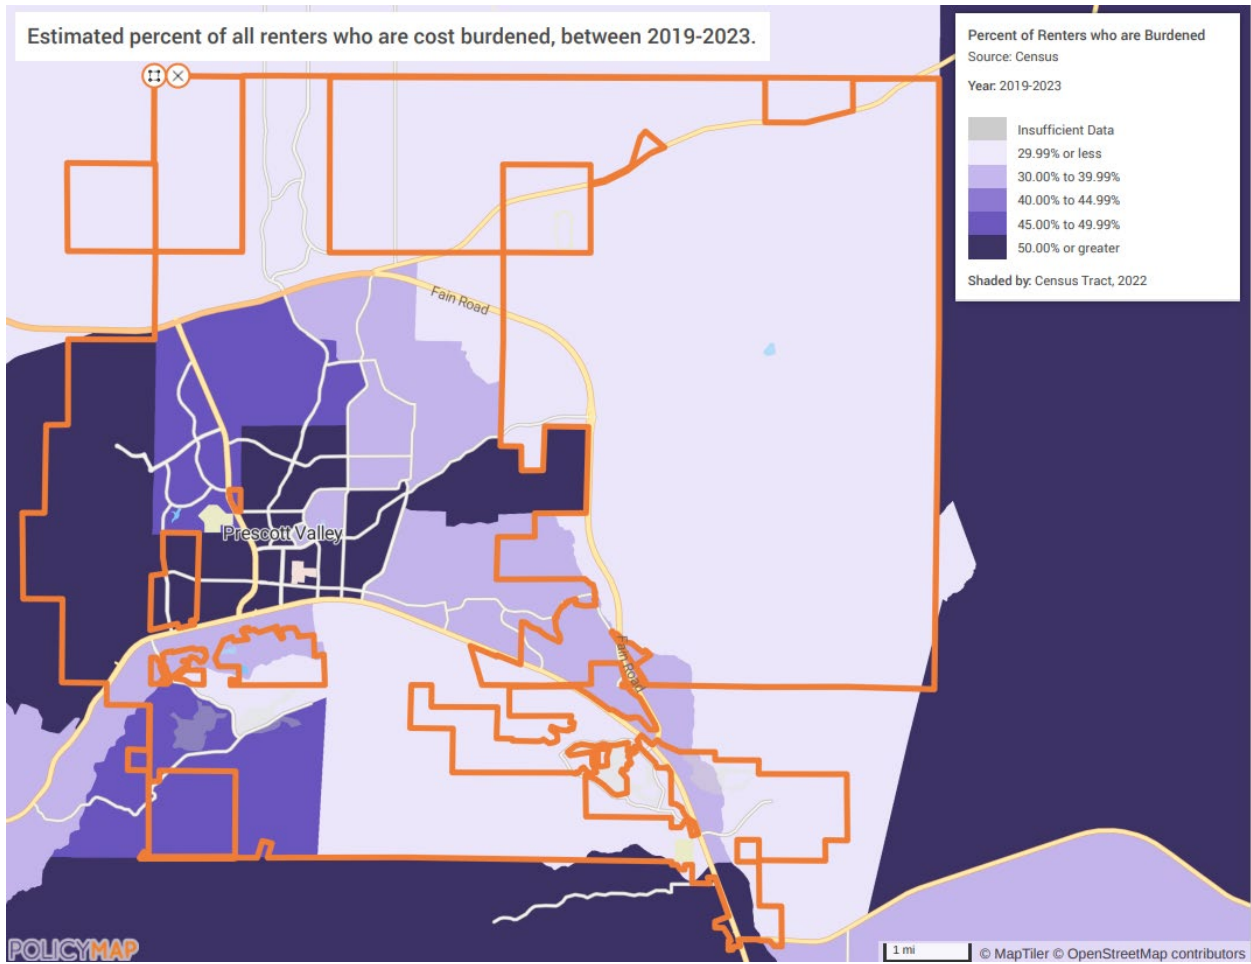 Estimated percent of all renters who are cost burdened, between 2019-2023.
Percent of Renters who are Burdened
Source: Census
Year: 2019-2023
Insufficient Data
29.99% or less
30.00% to 39.99%
40.00% to 44.99%
45.00% to 49.99%
50.00% or greater
Shaded by: Census Tract, 2022
Fain Road
Prescott Valley
Fain Road
POLICYMAP
1 mi
© MapTiler © OpenStreetMap contributors